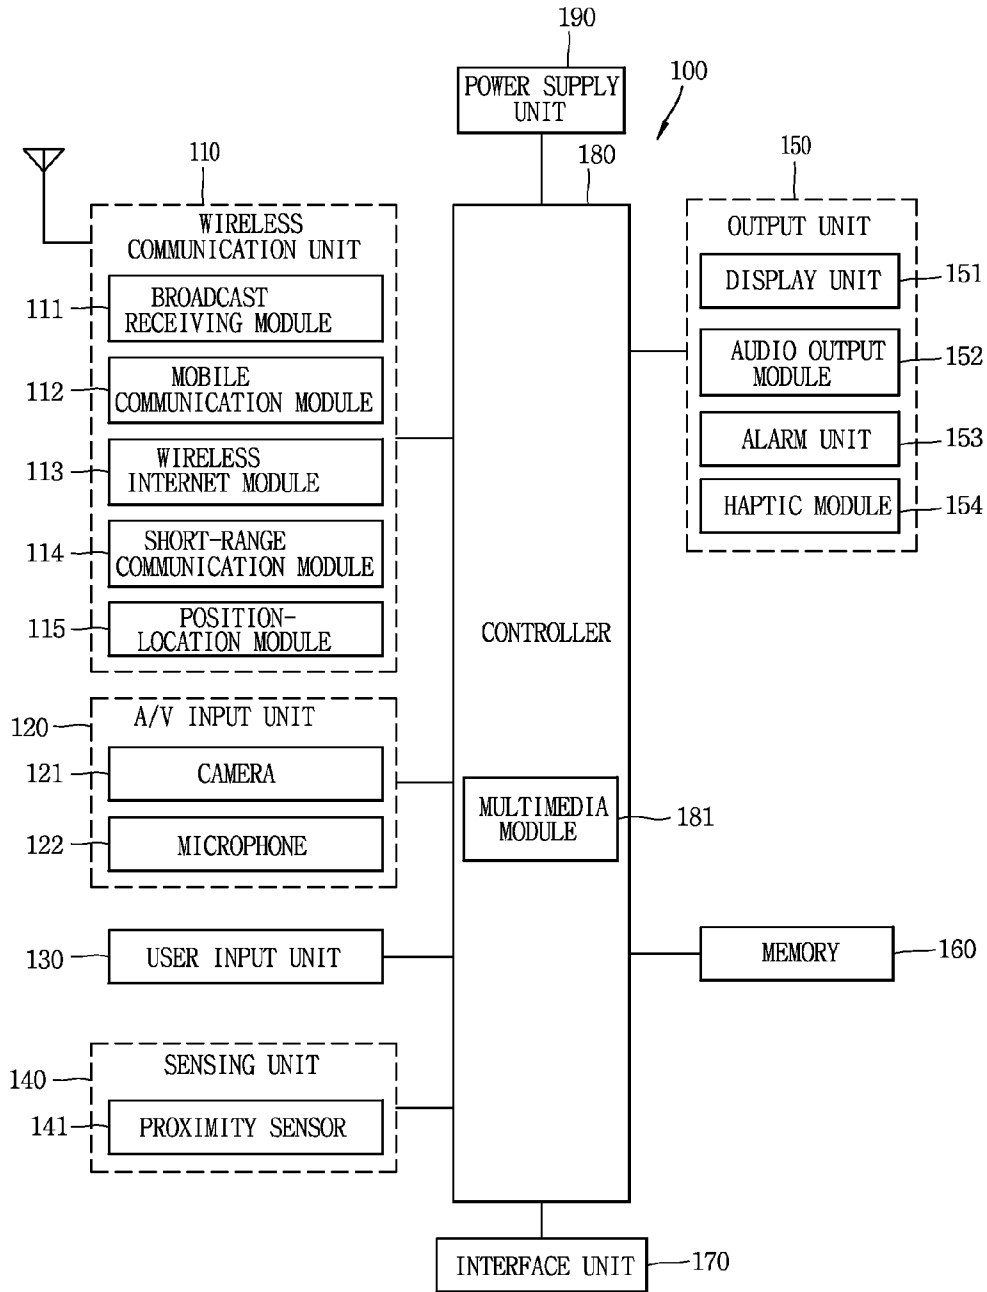 190
POWER SUPPLY
UNIT
100
110
WIRELESS
COMMUNICATION UNIT
111
BROADCAST
RECEIVING MODULE
112
MOBILE
COMMUNICATION MODULE
113
WIRELESS
INTERNET MODULE
114
SHORT-RANGE
COMMUNICATION MODULE
115
POSITION-
LOCATION MODULE
120
A/V INPUT UNIT
121
CAMERA
122
MICROPHONE
130
USER INPUT UNIT
140
SENSING UNIT
141
PROXIMITY SENSOR
180
CONTROLLER
MULTIMEDIA
MODULE
181
150
OUTPUT UNIT
DISPLAY UNIT
151
AUDIO OUTPUT
MODULE
152
ALARM UNIT
153
HAPTIC MODULE
154
MEMORY
160
INTERFACE UNIT
170